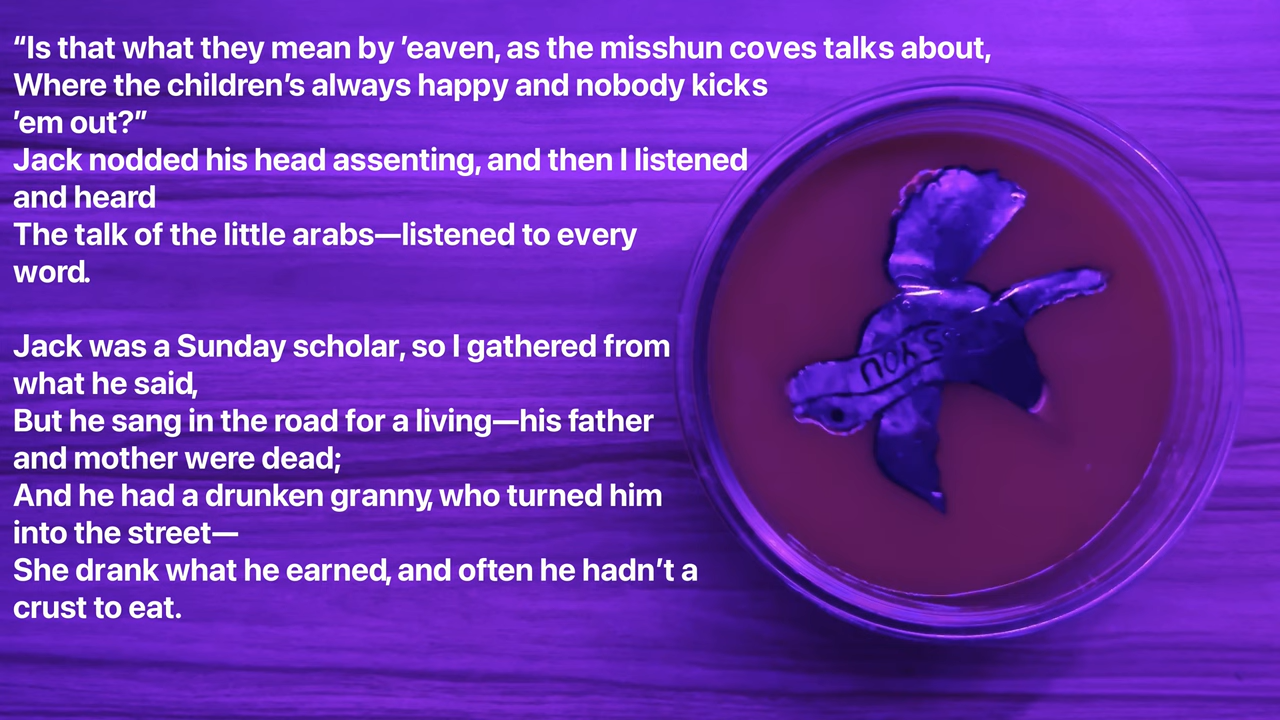 “Is that what they mean by ’eaven, as the misshun coves talks about,
Where the children’s always happy and nobody kicks
’em out?”
Jack nodded his head assenting, and then I listened
and heard
The talk of the little arabs—listened to every
word.
Jack was a Sunday scholar, so I gathered from
what he said,
But he sang in the road for a living—his father
and mother were dead;
And he had a drunken granny, who turned him
into the street—
She drank what he earned, and often he hadn’t a
crust to eat.
S YOU